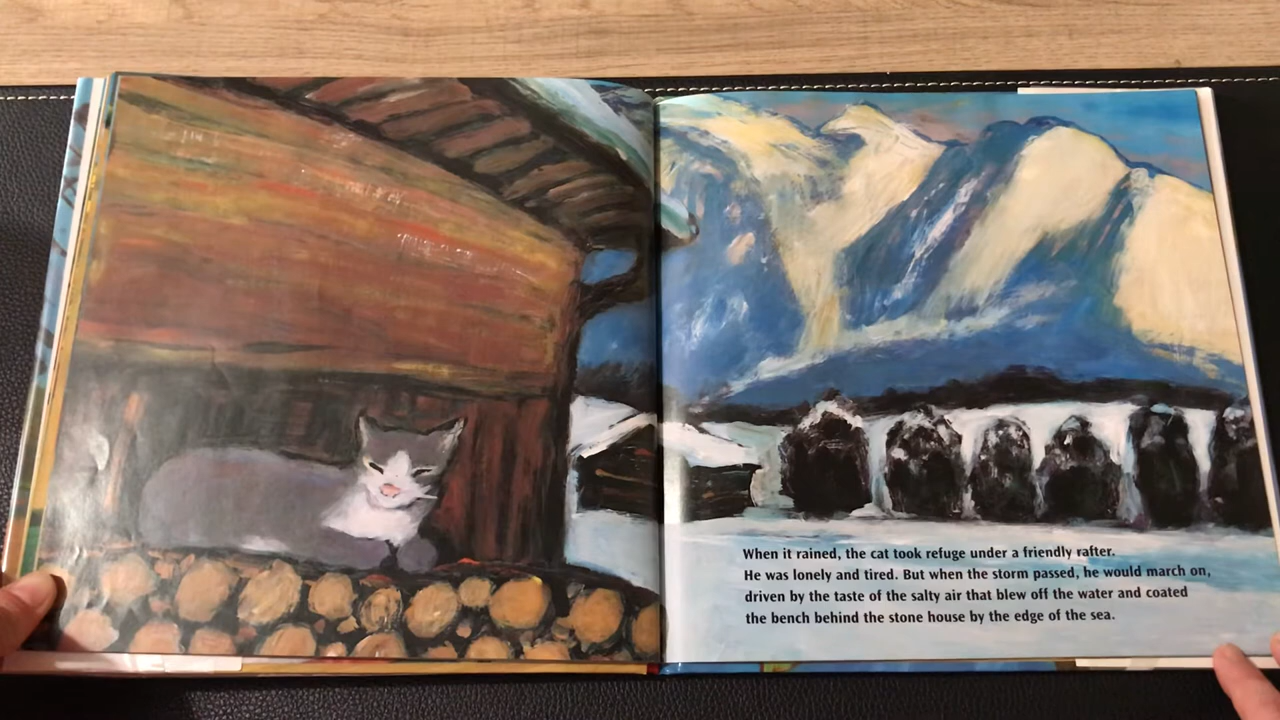 When it rained, the cat took refuge under a friendly rafter.
He was lonely and tired. But when the storm passed, he would march on,
driven by the taste of the salty air that blew off the water and coated
the bench behind the stone house by the edge of the sea.